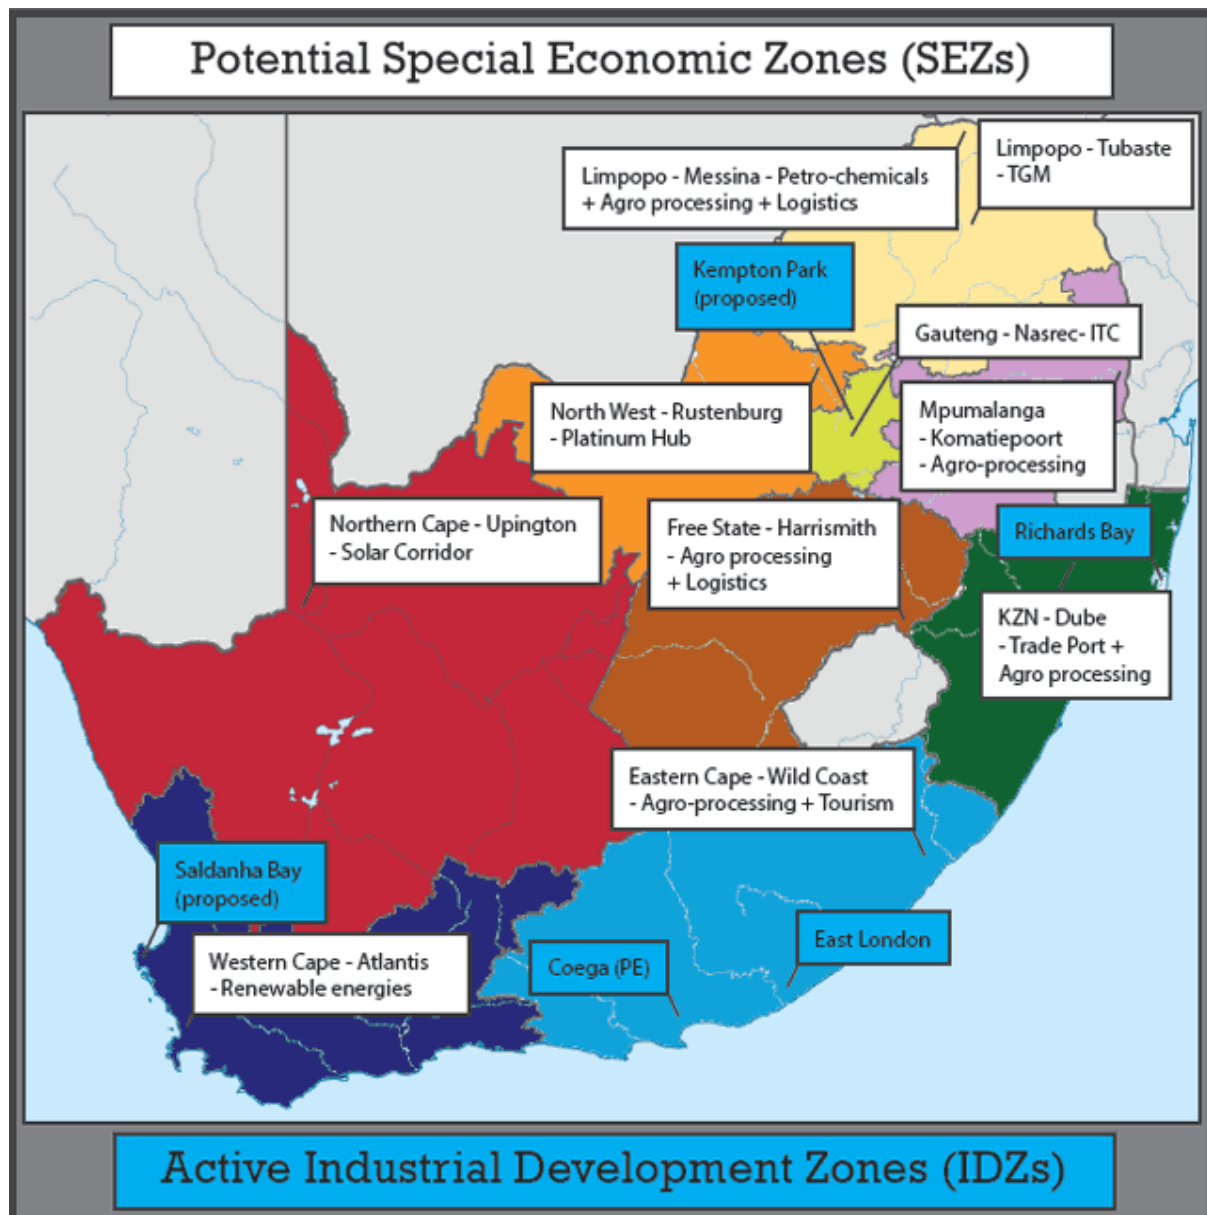 Potential Special Economic Zones (SEZs)
Limpopo - Tubaste
- TGM
Limpopo - Messina - Petro-chemicals
+ Agro processing + Logistics
Kempton Park
(proposed)
Gauteng - Nasrec- ITC
North West - Rustenburg
- Platinum Hub
Mpumalanga
- Komatiepoort
- Agro-processing
Northern Cape - Upington
- Solar Corridor
Free State - Harrismith
- Agro processing
+ Logistics
Richards Bay
KZN - Dube
- Trade Port +
Agro processing
Eastern Cape - Wild Coast
- Agro-processing + Tourism
Saldanha Bay
(proposed)
Western Cape - Atlantis
- Renewable energies
Coega (PE)
East London
Active Industrial Development Zones (IDZs)